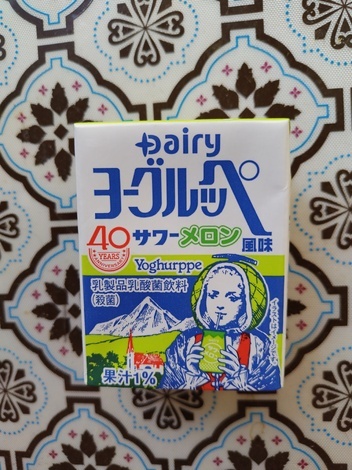 Dairy
ヨーグルッペ
40
YEARS
サワーメロン風味
Yoghurppe
乳製品乳酸菌飲料
(殺菌)
果汁1%